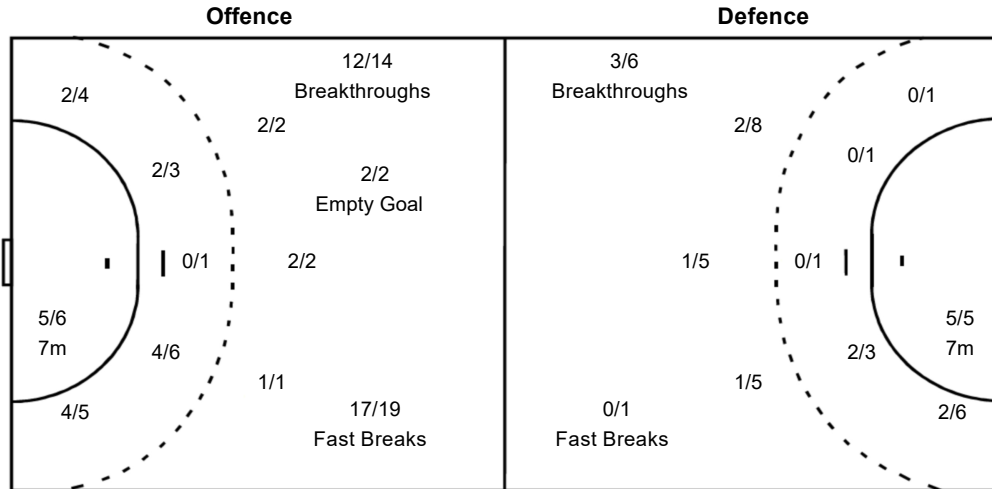 Offence
Defence
12/14
Breakthroughs
3/6
Breakthroughs
2/4
0/1
2/2
2/8
2/3
0/1
2/2
Empty Goal
0/1
2/2
1/5
0/1
5/6
7m
5/5
7m
4/6
2/3
1/1
1/5
4/5
17/19
Fast Breaks
0/1
Fast Breaks
2/6